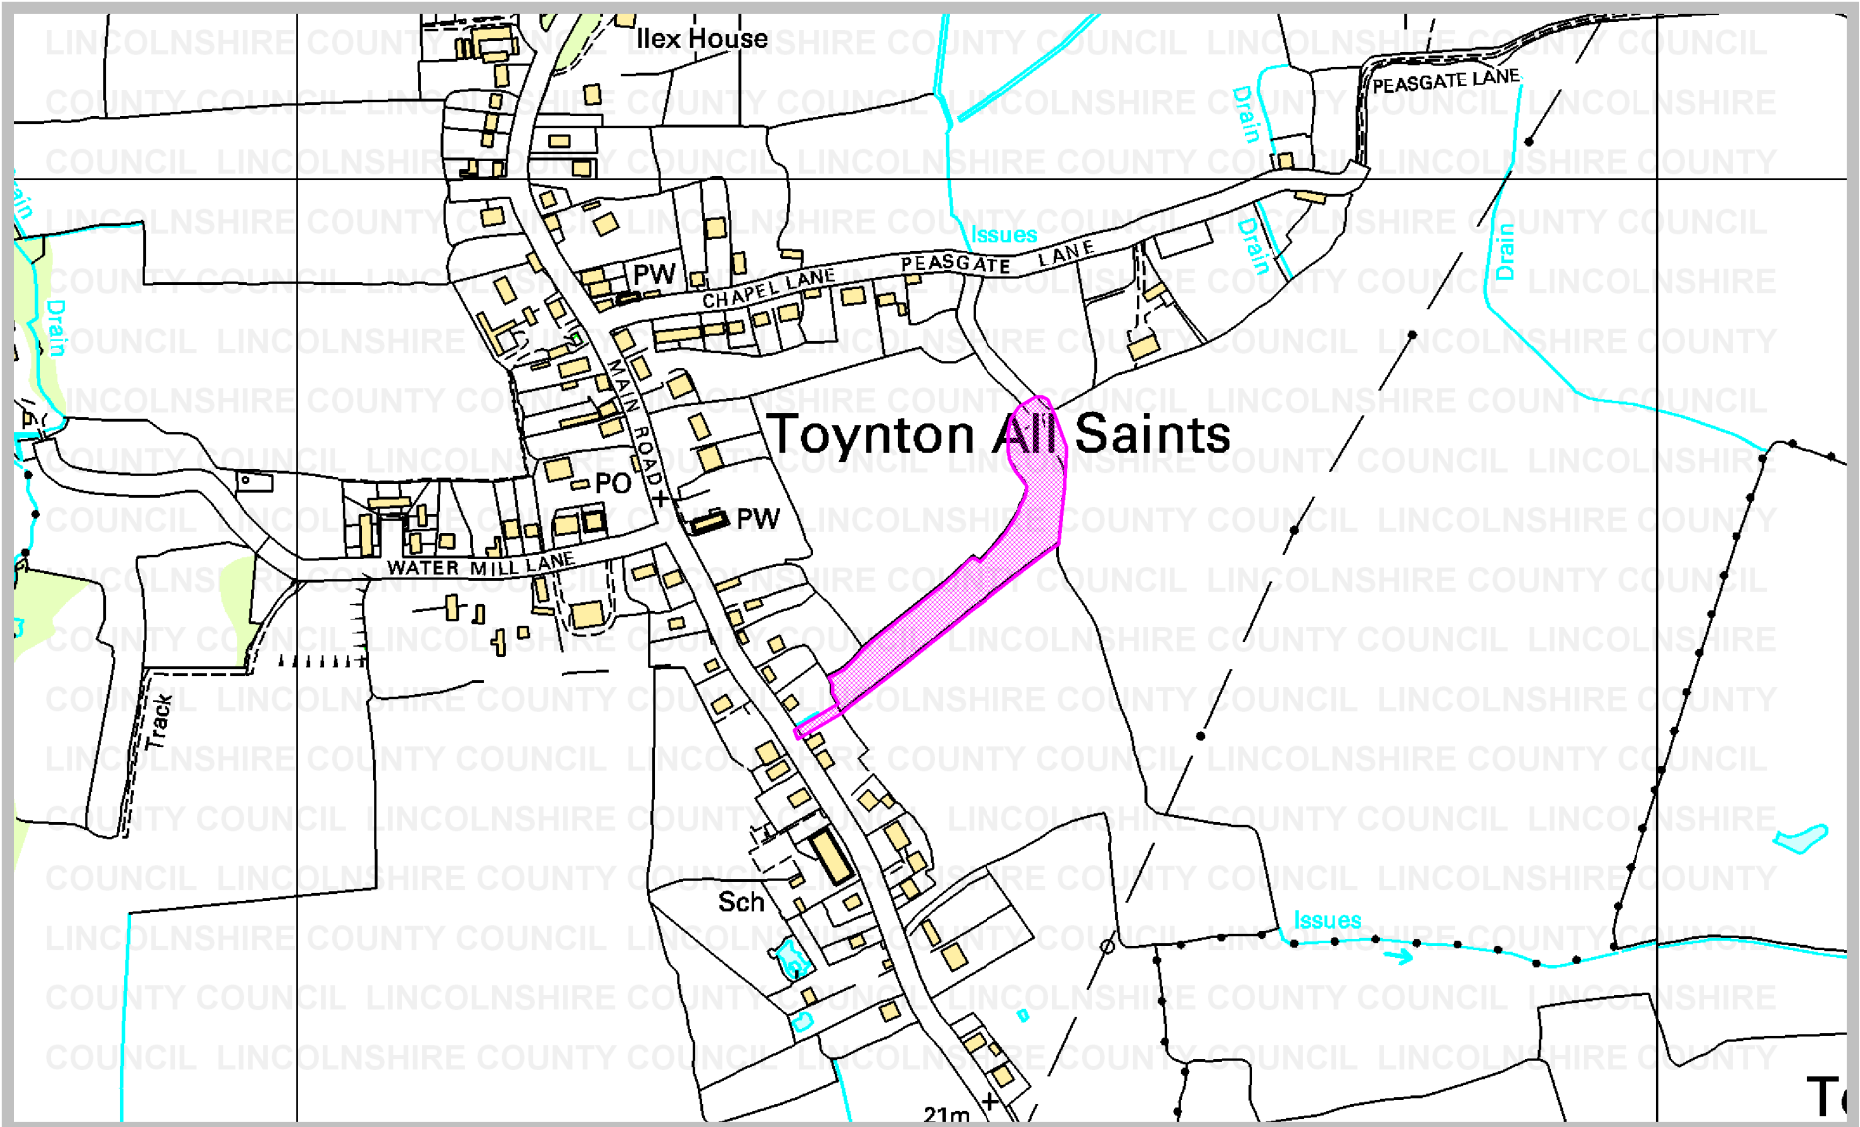 Ilex House
PEASGATE LANE
Drain
Drain
Issues
PEASGATE LANE
CHAPEL LANE
PW
Drain
Drain
Drain
MAIN ROAD
Toynton All Saints
PO
PW
WATER MILL LANE
Track
Sch
Issues
21m
LINCOLNSHIRE COUNTY COUNCIL